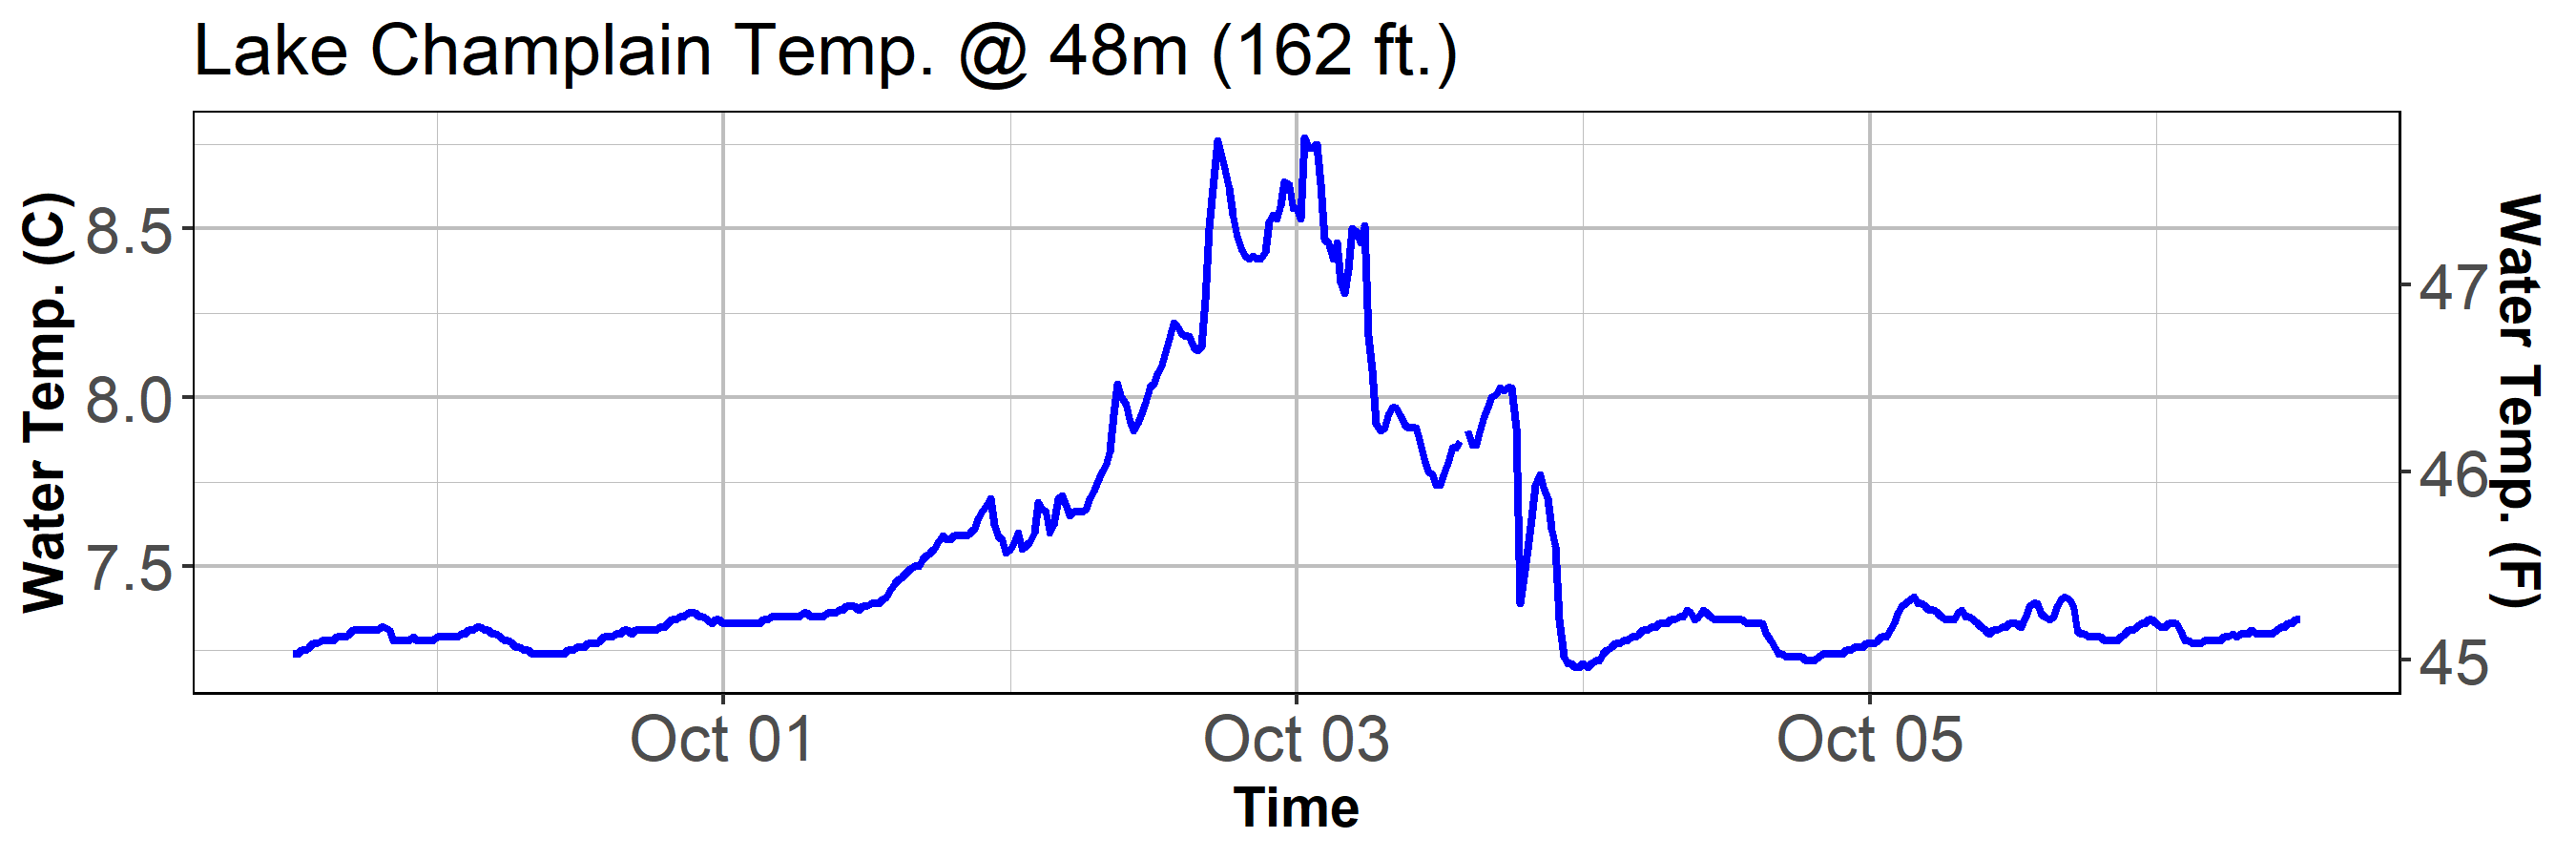 Lake Champlain Temp. @ 48m (162 ft.)
Water Temp. (C)
8.5
8.0
7.5
47
46
45
Water Temp. (F)
Oct 01
Oct 03
Oct 05
Time